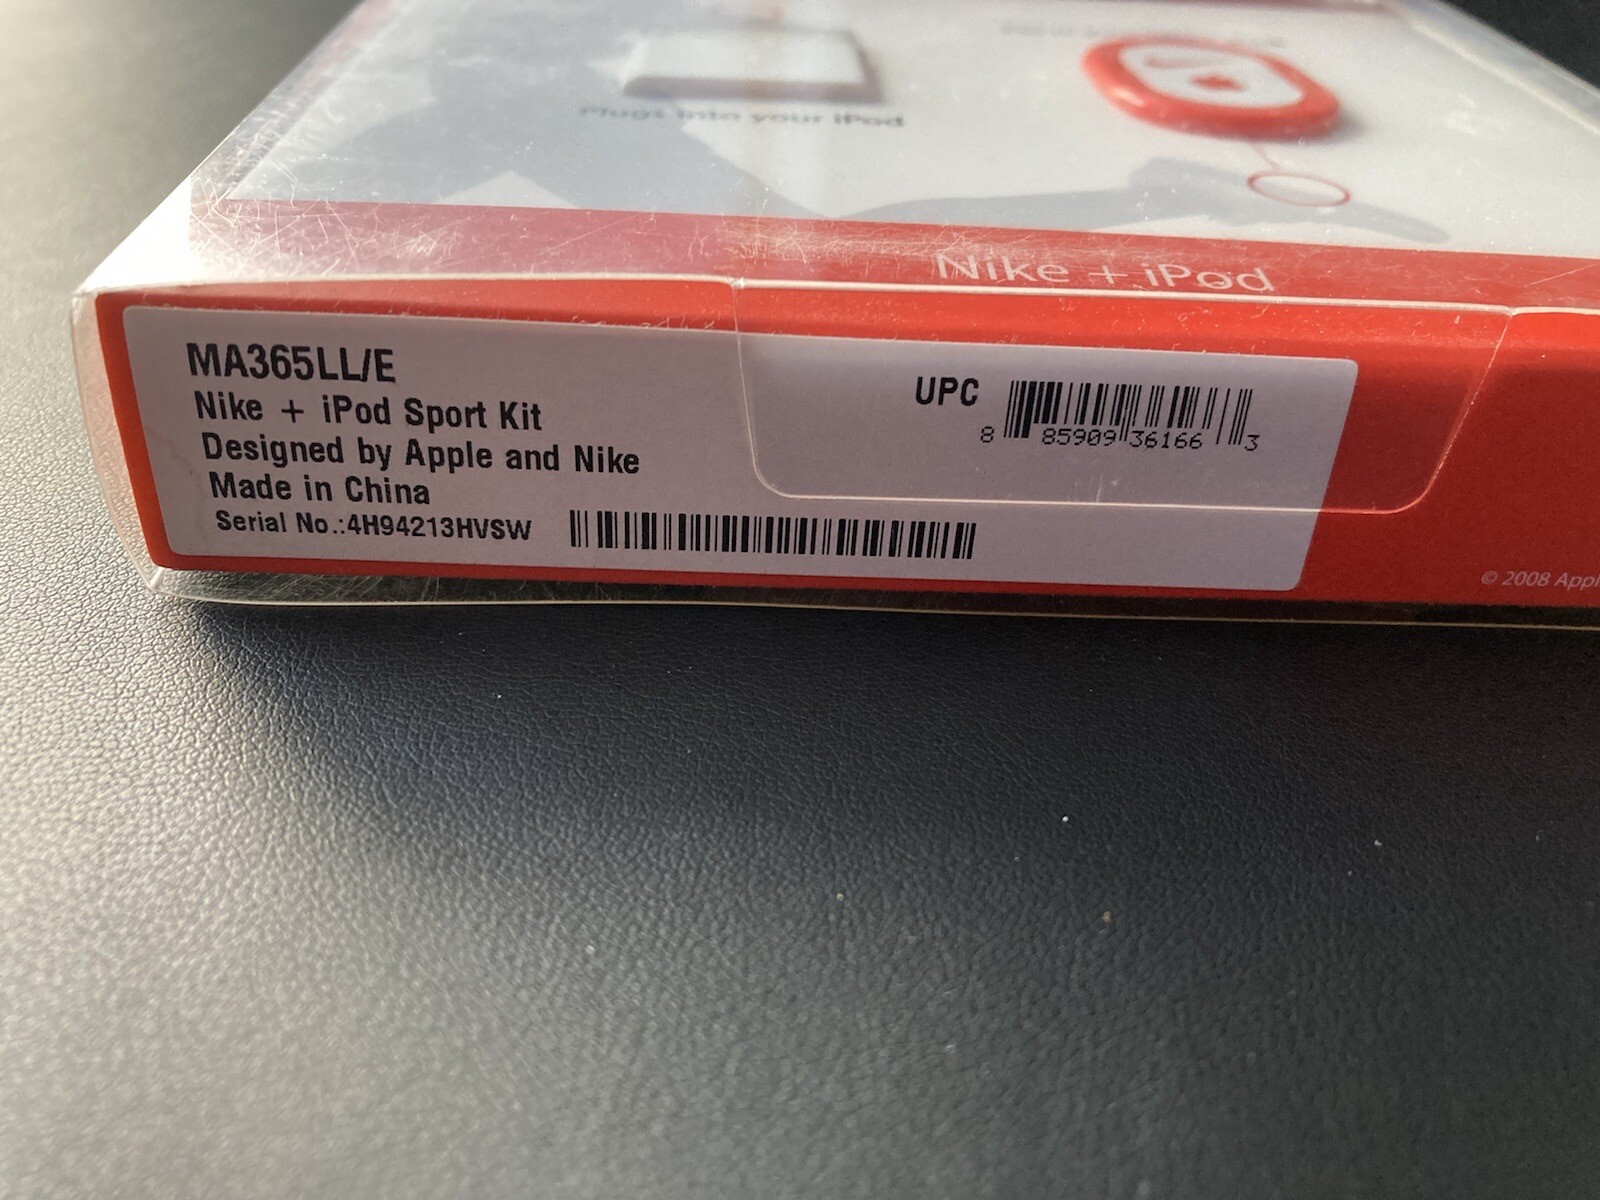 Plugs into your iPod
Nike + iPod
MA365LL/E
Nike + iPod Sport Kit
Designed by Apple and Nike
Made in China
Serial No.:4H94213HVSW
UPC
8 85909 36166 3
© 2008 Appl